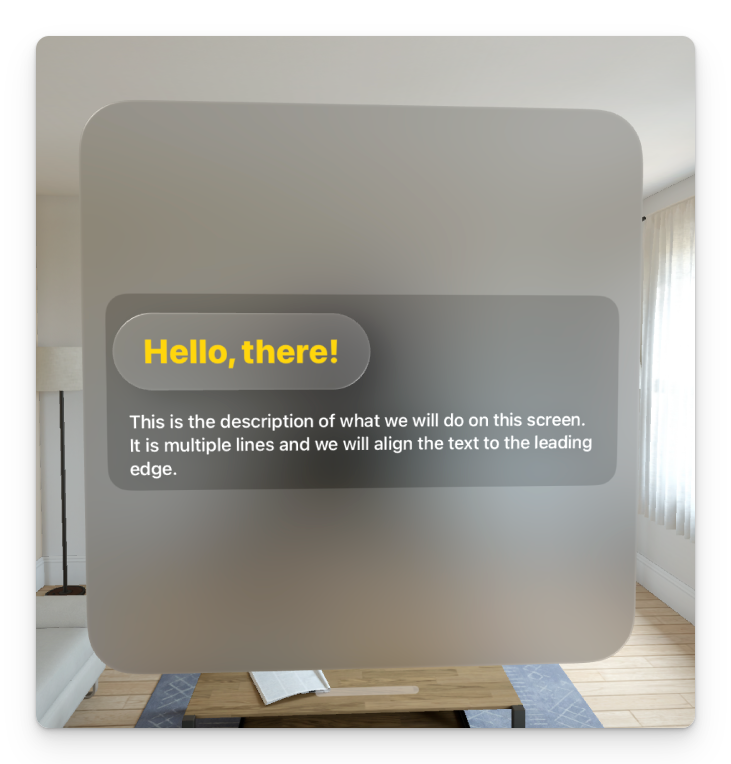 Hello, there!
This is the description of what we will do on this screen.
It is multiple lines and we will align the text to the leading
edge.